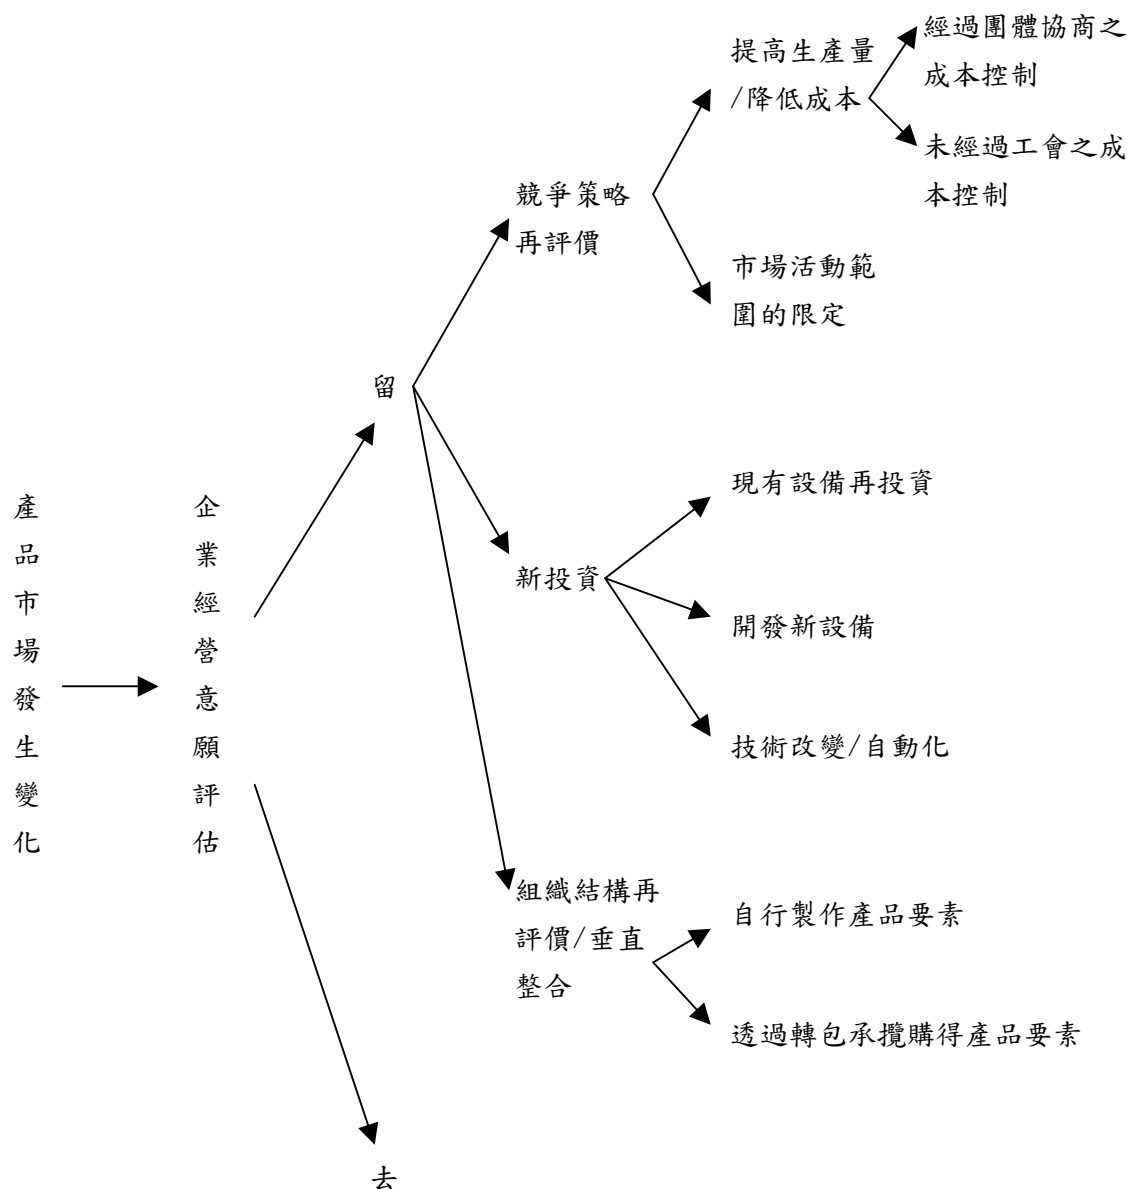 產品市場發生變化
企業經營意願評估
留
去
競爭策略
再評價
新投資
組織結構再
評價/垂直
整合
提高生產量
/降低成本
市場活動範
圍的限定
現有設備再投資
開發新設備
技術改變/自動化
自行製作產品要素
透過轉包承攬購得產品要素
經過團體協商之
成本控制
未經過工會之成
本控制